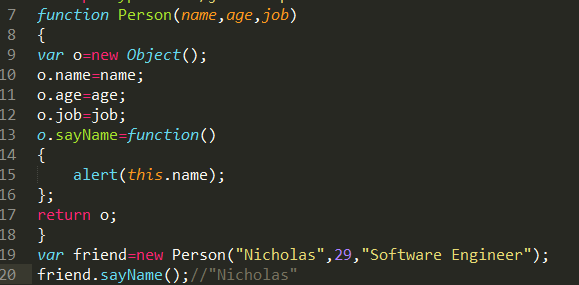 7 function Person(name,age,job)
8 {
9 var o=new Object();
10 o.name=name;
11 o.age=age;
12 o.job=job;
13 o.sayName=function()
14 {
15     alert(this.name);
16 };
17 return o;
18 }
19 var friend=new Person("Nicholas",29,"Software Engineer");
20 friend.sayName();//"Nicholas"